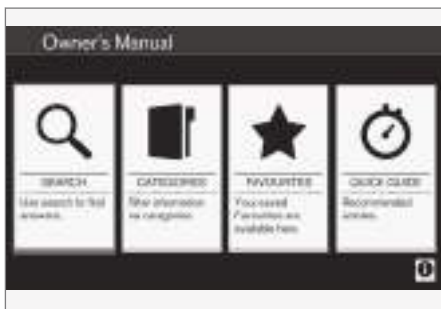 Owner's Manual
SEARCH
Use search to find
answers.
CATEGORIES
Filter information
via categories.
FAVOURITES
Your saved
Favourites are
available here.
QUICK GUIDE
Recommended
articles.